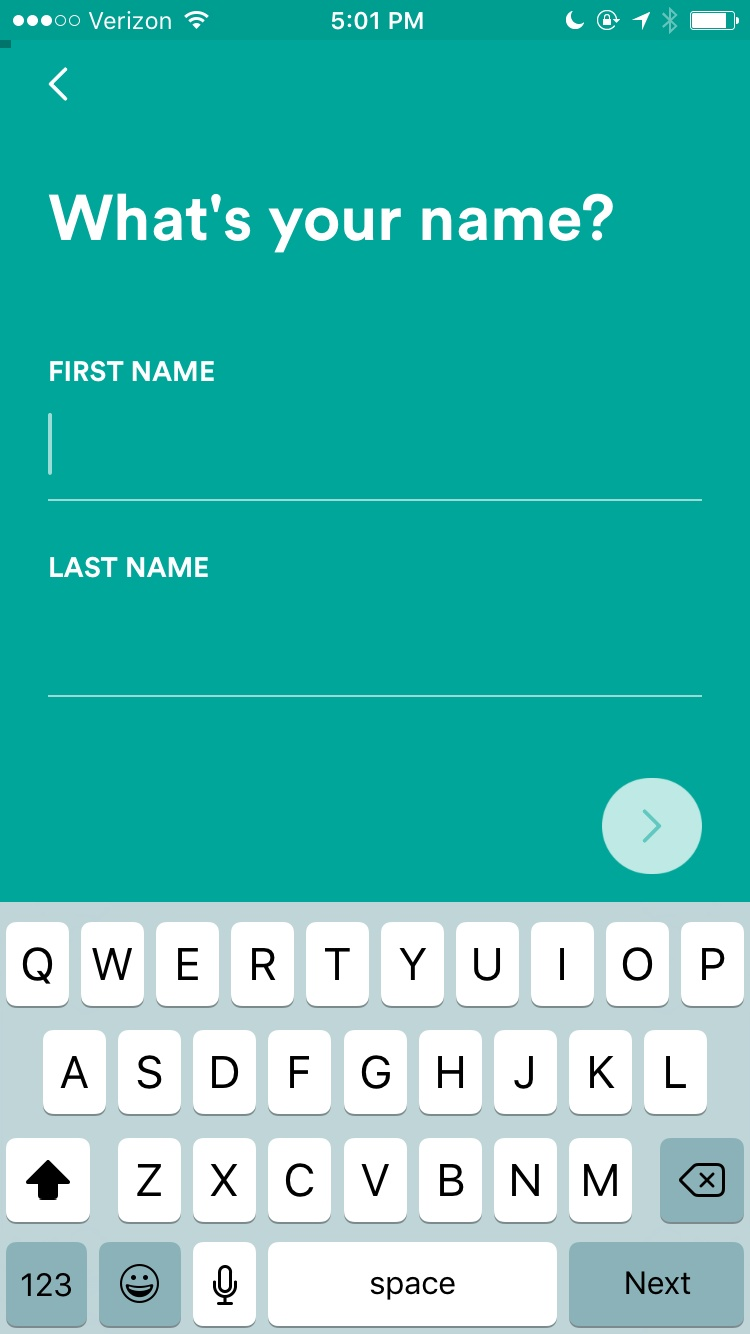 Verizon 5:01 PM
What's your name?
FIRST NAME
LAST NAME
Q W E R T Y U I O P
A S D F G H J K L
Z X C V B N M
123 space Next